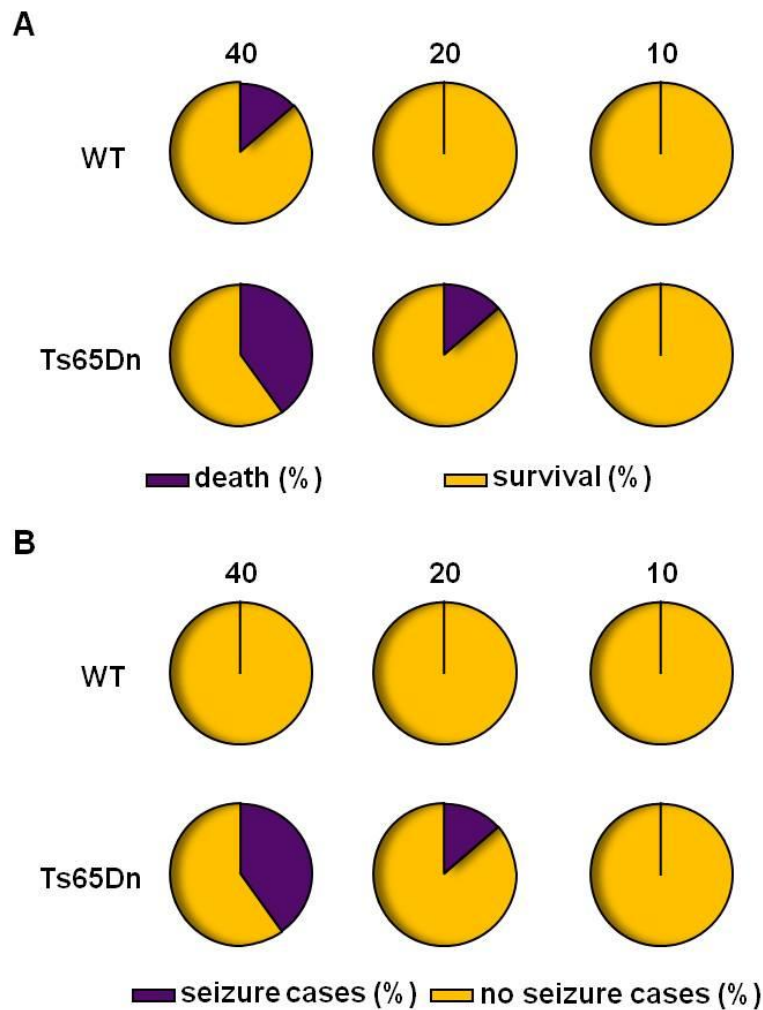 A
40 20 10
WT
Ts65Dn
death (%) survival (%)
B
40 20 10
WT
Ts65Dn
seizure cases (%) no seizure cases (%)